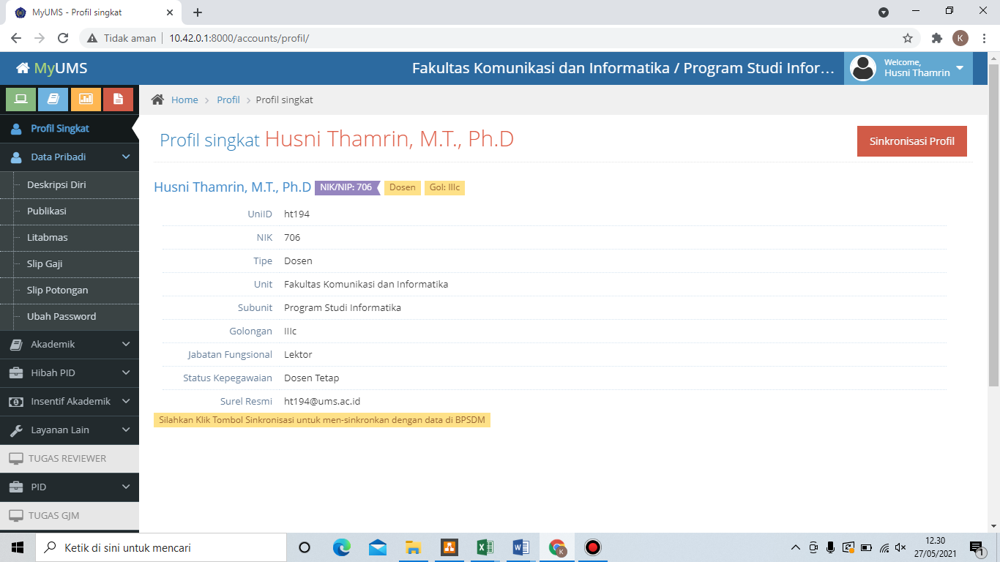 MyUMS - Profil singkat
Tidak aman
10.42.0.1:8000/accounts/profil/
K
MyUMS
Fakultas Komunikasi dan Informatika / Program Studi Infor...
Welcome,
Husni Thamrin
Home > Profil > Profil singkat
Profil Singkat
Data Pribadi
Deskripsi Diri
Publikasi
Litabmas
Slip Gaji
Slip Potongan
Ubah Password
Akademik
Hibah PID
Insentif Akademik
Layanan Lain
TUGAS REVIEWER
PID
TUGAS GJM
Profil singkat Husni Thamrin, M.T., Ph.D
Sinkronisasi Profil
Husni Thamrin, M.T., Ph.D NIK/NIP: 706 Dosen Gol: IIIc
UniID ht194
NIK 706
Tipe Dosen
Unit Fakultas Komunikasi dan Informatika
Subunit Program Studi Informatika
Golongan IIIc
Jabatan Fungsional Lektor
Status Kepegawaian Dosen Tetap
Surel Resmi ht194@ums.ac.id
Silahkan Klik Tombol Sinkronisasi untuk men-sinkronkan dengan data di BPSDM
Ketik di sini untuk mencari
12.30
27/05/2021
1